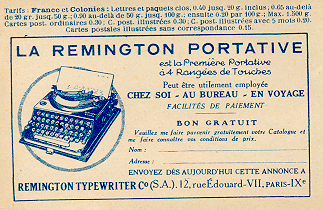 Tarifs : France et Colonies : Lettres et paquets clos, 0.40 jusq. 20 gr. inclus ; 0.65 au-delà
de 20 gr. jusq. 50 gr. ; 0.90 au-delà de 50 gr. jusq. 100 gr. ; ensuite 0.20 par 100 gr. ; Max. 1.500 gr.
Cartes post. ordinaires 0.30 ; C. post. illustrées 0.30 ; C. post. illustrées avec 5 mots 0.20.
Cartes postales illustrées sans correspondance 0.15.
LA REMINGTON PORTATIVE
est la Première Portative
à 4 Rangées de Touches
Peut être utilement employée
CHEZ SOI - AU BUREAU - EN VOYAGE
FACILITÉS DE PAIEMENT
BON GRATUIT
Veuillez me faire parvenir gratuitement votre Catalogue et
me faire connaître vos conditions de prix.
Nom :
Adresse :
ENVOYEZ DÈS AUJOURD'HUI CETTE ANNONCE A
REMINGTON TYPEWRITER Co (S.A.), 12, rue Édouard-VII, PARIS-IXe